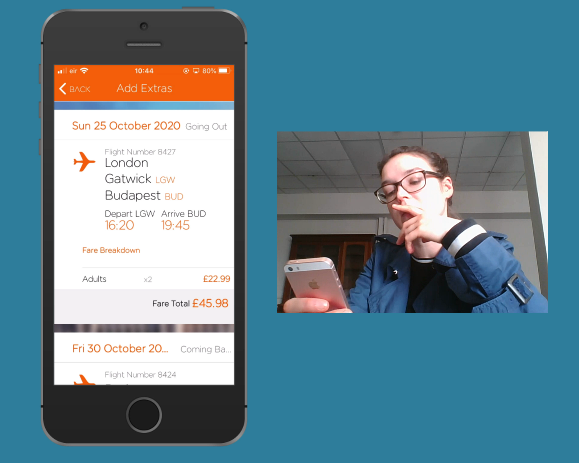 eir 10:44 80%
BACK Add Extras
Sun 25 October 2020 Going Out
Flight Number 8427
London
Gatwick LGW
Budapest BUD
Depart LGW Arrive BUD
16:20 19:45
Fare Breakdown
Adults x2 £22.99
Fare Total £45.98
Fri 30 October 20... Coming Ba...
Flight Number 8424